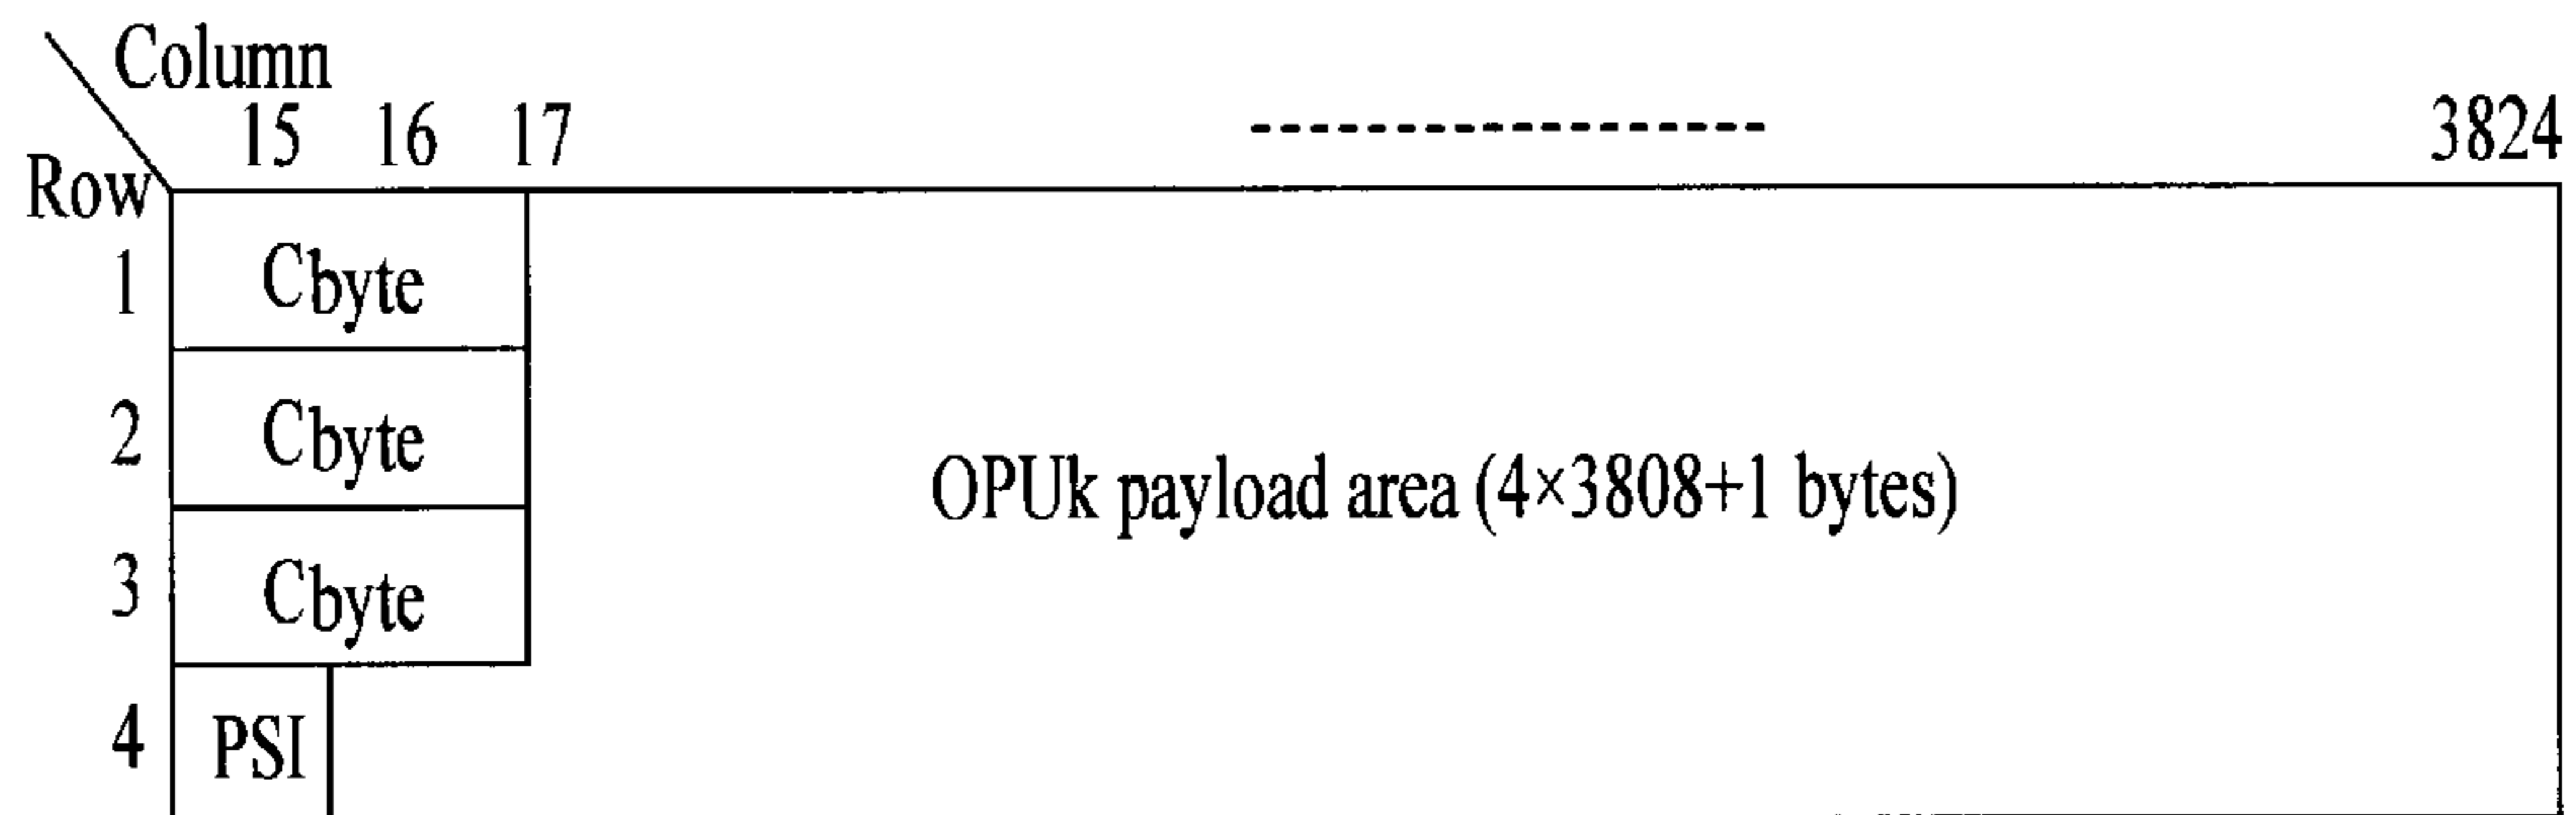 Column
15 16 17 ------------------ 3824
Row
1 Cbyte
2 Cbyte
OPUk payload area (4×3808+1 bytes)
3 Cbyte
4 PSI